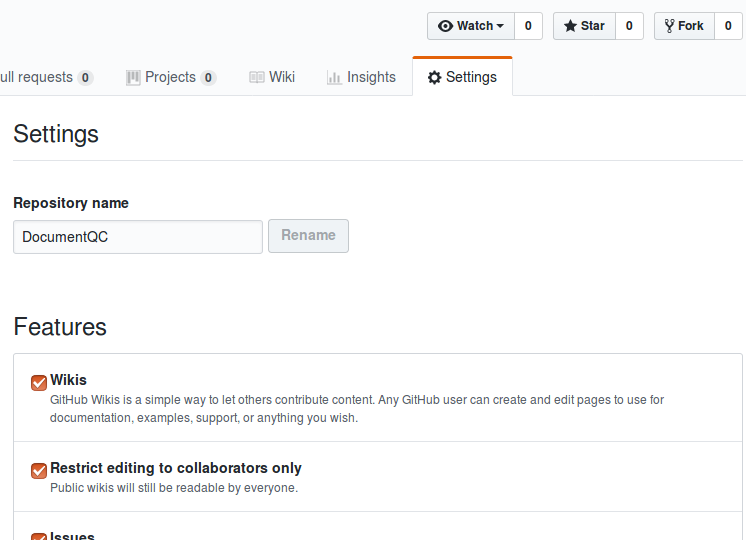 Watch 0 Star 0 Fork 0
ull requests 0 Projects 0 Wiki Insights Settings
Settings
Repository name
DocumentQC Rename
Features
Wikis
GitHub Wikis is a simple way to let others contribute content. Any GitHub user can create and edit pages to use for
documentation, examples, support, or anything you wish.
Restrict editing to collaborators only
Public wikis will still be readable by everyone.
Issues